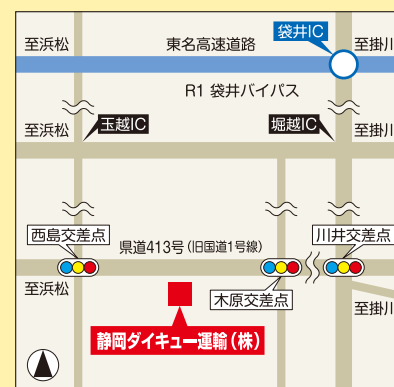 袋井IC
至浜松
東名高速道路
至掛川
R1 袋井バイパス
至浜松
玉越IC
堀越IC
至掛川
西島交差点
県道413号(旧国道1号線)
川井交差点
至浜松
木原交差点
至掛川
静岡ダイキュー運輸(株)